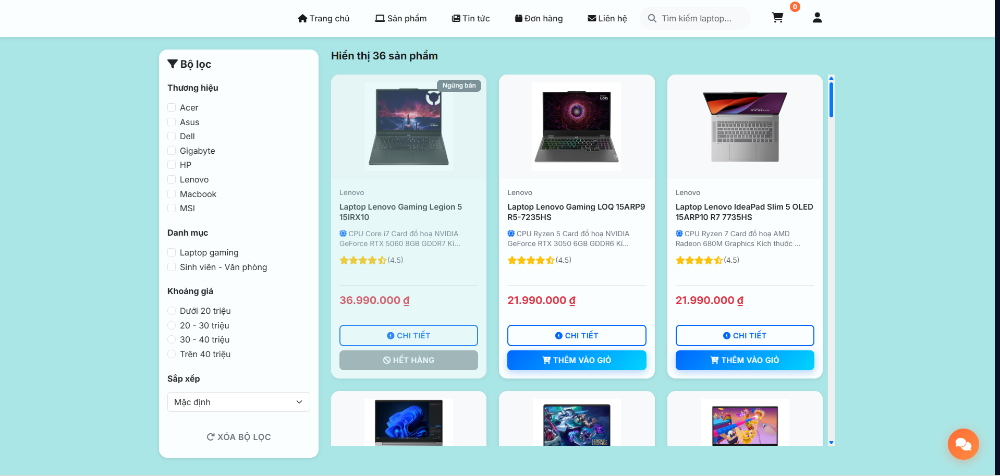 Trang chủ
Sản phẩm
Tin tức
Đơn hàng
Liên hệ
Tìm kiếm laptop...
0
Bộ lọc
Thương hiệu
Acer
Asus
Dell
Gigabyte
HP
Lenovo
Macbook
MSI
Danh mục
Laptop gaming
Sinh viên - Văn phòng
Khoảng giá
Dưới 20 triệu
20 - 30 triệu
30 - 40 triệu
Trên 40 triệu
Sắp xếp
Mặc định
XÓA BỘ LỌC
Hiển thị 36 sản phẩm
Ngừng bán
Lenovo
Laptop Lenovo Gaming Legion 5
15IRX10
CPU Core i7 Card đồ hoạ NVIDIA
GeForce RTX 5060 8GB GDDR7 Kí...
(4.5)
36.990.000 ₫
CHI TIẾT
HẾT HÀNG
LOQ
Lenovo
Laptop Lenovo Gaming LOQ 15ARP9
R5-7235HS
CPU Ryzen 5 Card đồ hoạ NVIDIA
GeForce RTX 3050 6GB GDDR6 Kí...
(4.5)
21.990.000 ₫
CHI TIẾT
THÊM VÀO GIỎ
Lenovo
Laptop Lenovo IdeaPad Slim 5 OLED
15ARP10 R7 7735HS
CPU Ryzen 7 Card đồ hoạ AMD
Radeon 680M Graphics Kích thước ...
(4.5)
21.990.000 ₫
CHI TIẾT
THÊM VÀO GIỎ
LEAGUE OF
LEGENDS